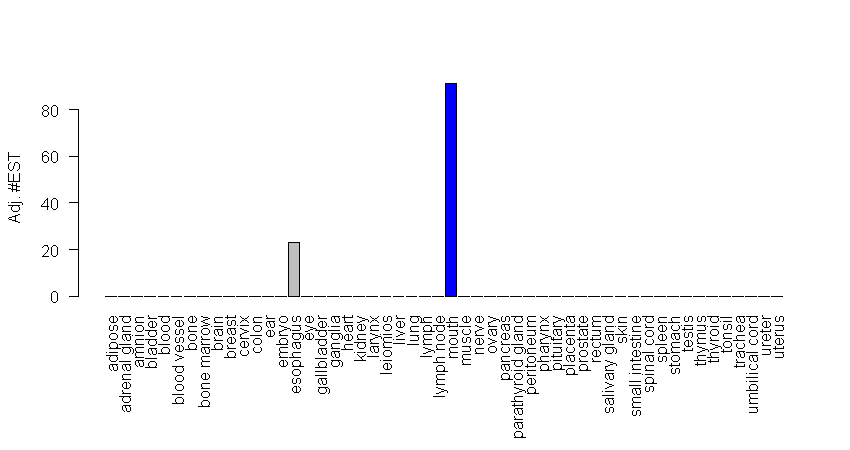 Adj. #EST
80
60
40
20
0
adipose
adrenal gland
amnion
bladder
blood
blood vessel
bone
bone marrow
brain
breast
cervix
colon
ear
embryo
esophagus
eye
gallbladder
ganglia
heart
kidney
larynx
leiomios
liver
lung
lymph
lymph node
mouth
muscle
nerve
ovary
pancreas
parathyroid gland
peritoneum
pharynx
pituitary
placenta
prostate
rectum
salivary gland
skin
small intestine
spinal cord
spleen
stomach
testis
thymus
thyroid
tonsil
trachea
umbilical cord
ureter
uterus